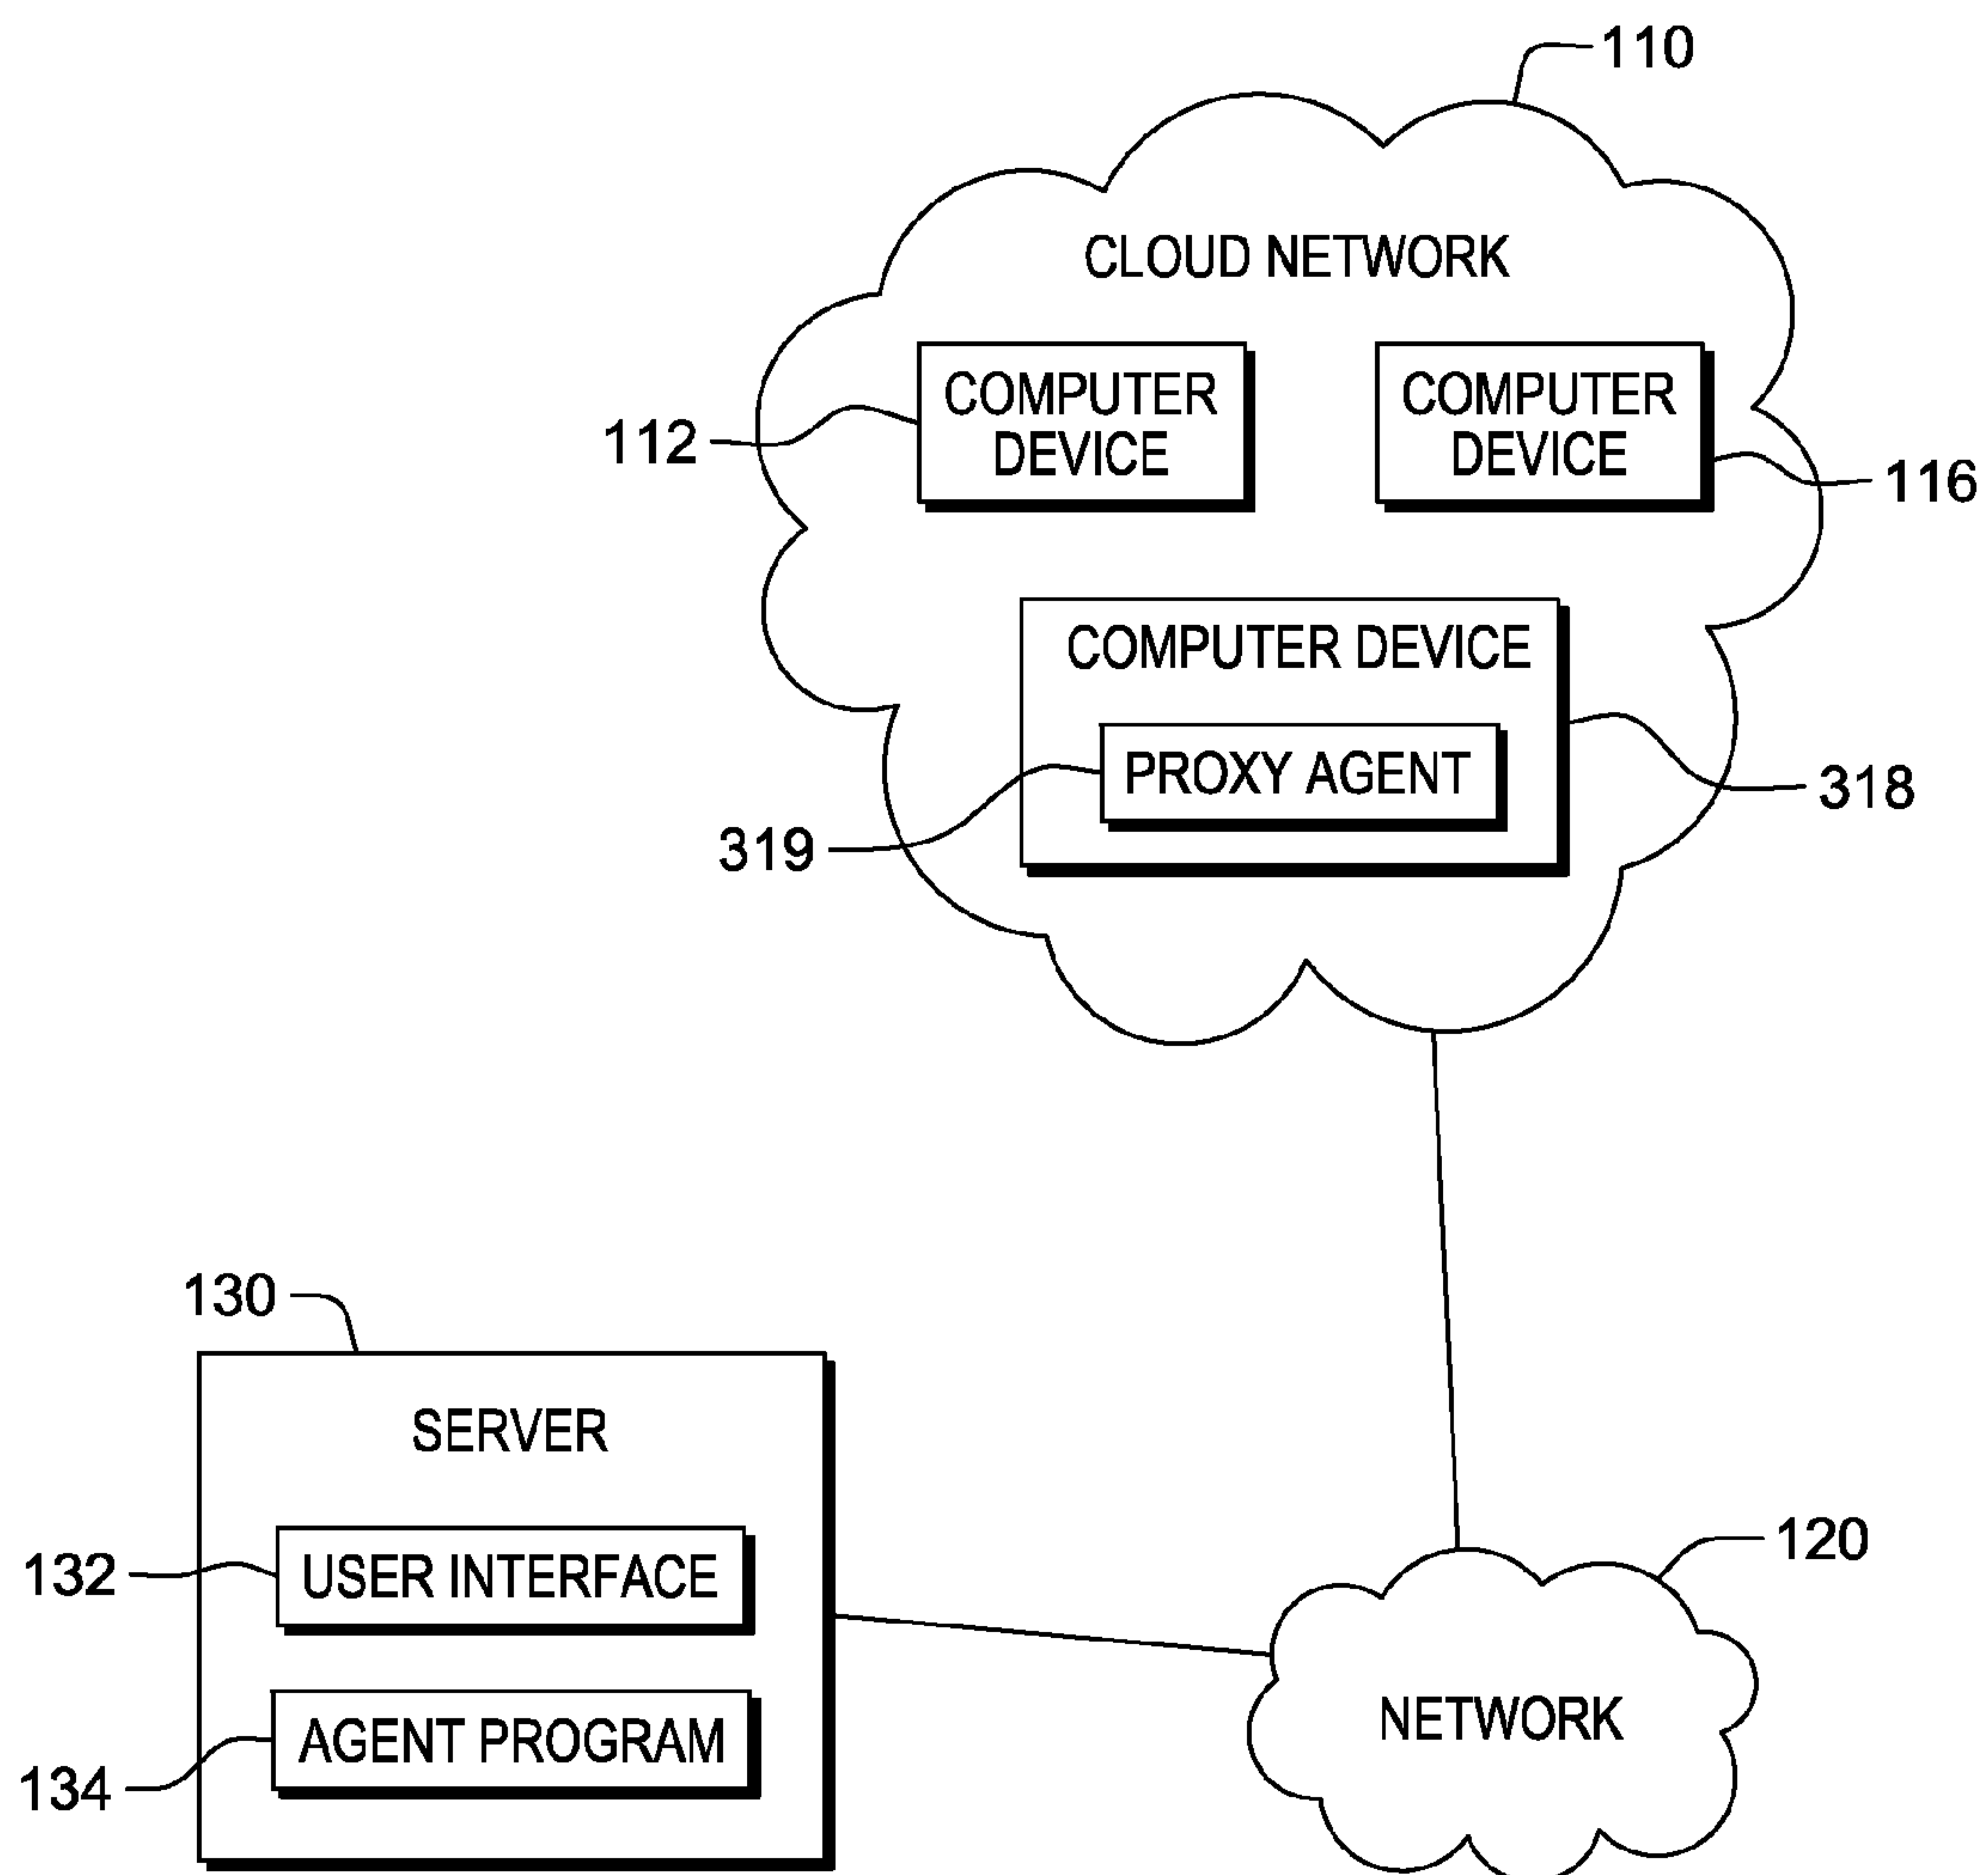 110
CLOUD NETWORK
COMPUTER
DEVICE
COMPUTER
DEVICE
112
116
COMPUTER DEVICE
PROXY AGENT
318
319
130
SERVER
132
USER INTERFACE
120
NETWORK
AGENT PROGRAM
134